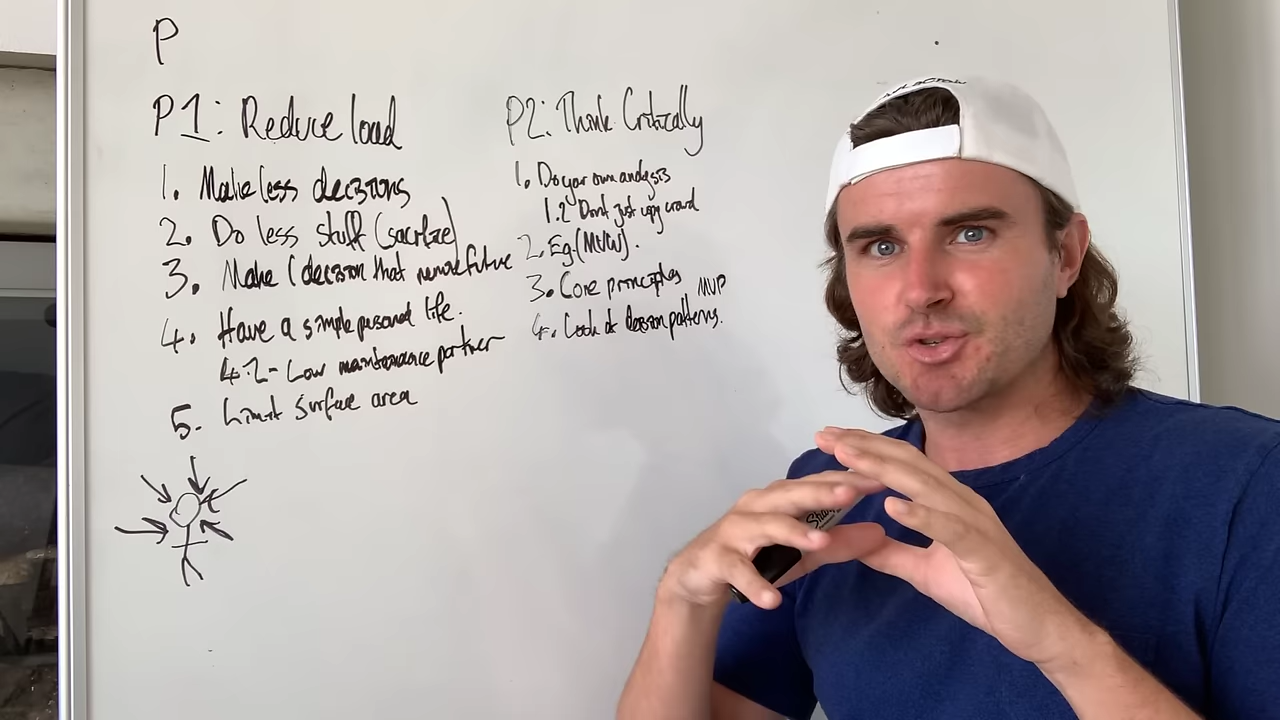 P
P1: Reduce load
1. Make less decisions
2. Do less stuff (sacrifice)
3. Make 1 decision that remove future
4. Have a simple personal life.
4.2- Low maintenance partner
5. Limit surface area
P2: Think Critically
1. Do your own analysis
1.2 Don't just copy crowd
2. Eg.
3. Core principles MVP
4. Look at decision patterns.
Sharpie